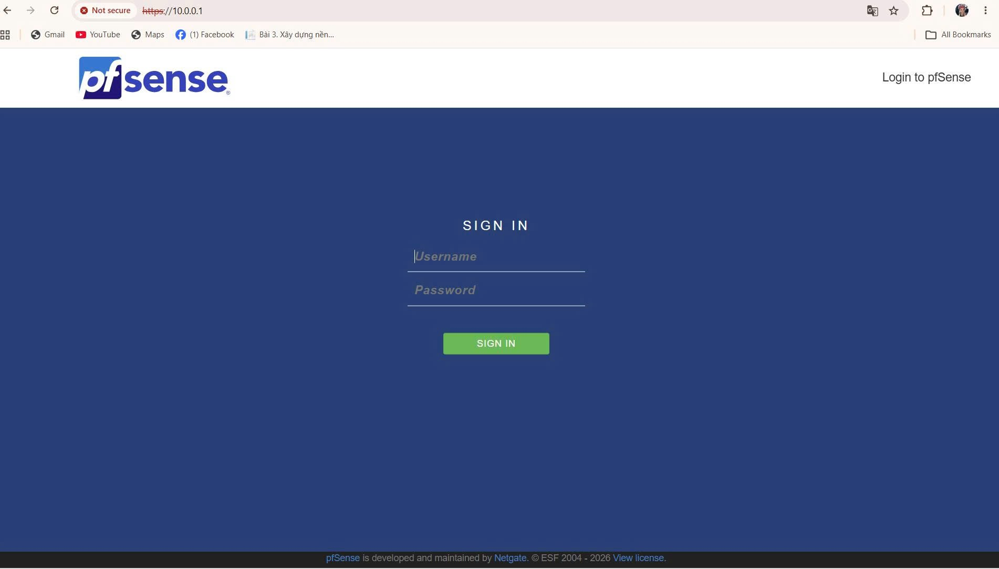 Not secure https://10.0.0.1
Gmail YouTube Maps (1) Facebook Bài 3. Xây dựng nền... All Bookmarks
pfsense® Login to pfSense
SIGN IN
Username
Password
SIGN IN
pfSense is developed and maintained by Netgate. © ESF 2004 - 2026 View license.